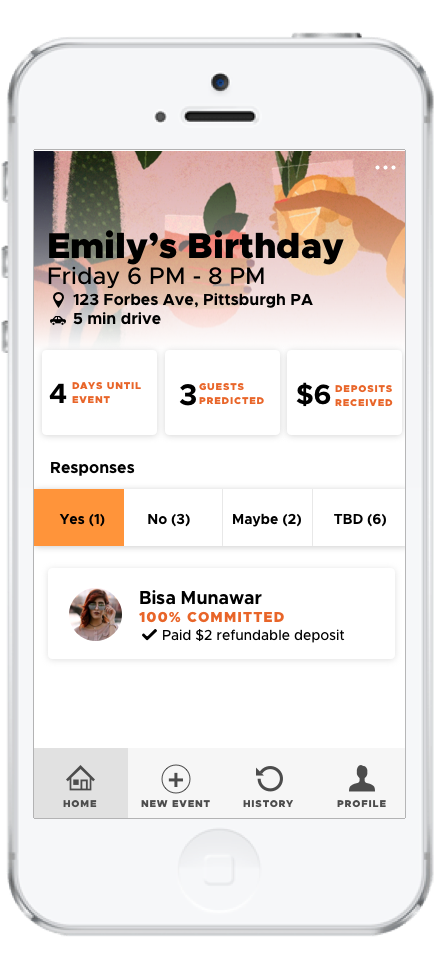 Emily’s Birthday
Friday 6 PM - 8 PM
123 Forbes Ave, Pittsburgh PA
5 min drive
4 DAYS UNTIL
EVENT
3 GUESTS
PREDICTED
$6 DEPOSITS
RECEIVED
Responses
Yes (1) No (3) Maybe (2) TBD (6)
Bisa Munawar
100% COMMITTED
Paid $2 refundable deposit
HOME NEW EVENT HISTORY PROFILE